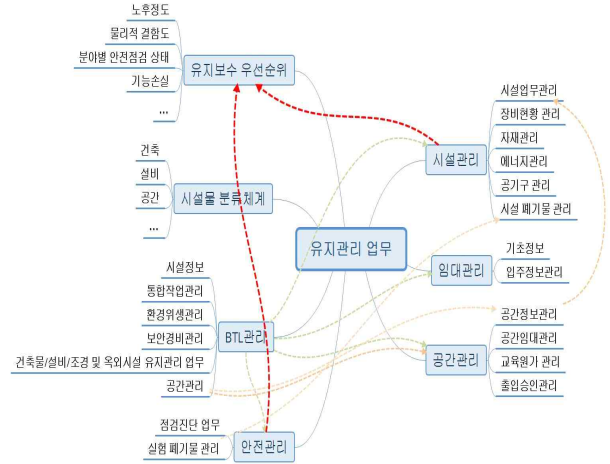 노후정도
물리적 결함도
분야별 안전점검 상태
기능손실
...
유지보수 우선순위
건축
설비
공간
...
시설물 분류체계
유지관리 업무
시설정보
통합작업관리
환경위생관리
보안경비관리
건축물/설비/조경 및 옥외시설 유지관리 업무
공간관리
BTL관리
점검진단 업무
실험 폐기물 관리
안전관리
시설관리
시설업무관리
장비현황 관리
자재관리
에너지관리
공기구 관리
시설 폐기물 관리
임대관리
기초정보
입주정보관리
공간관리
공간정보관리
공간임대관리
교육원가 관리
출입승인관리